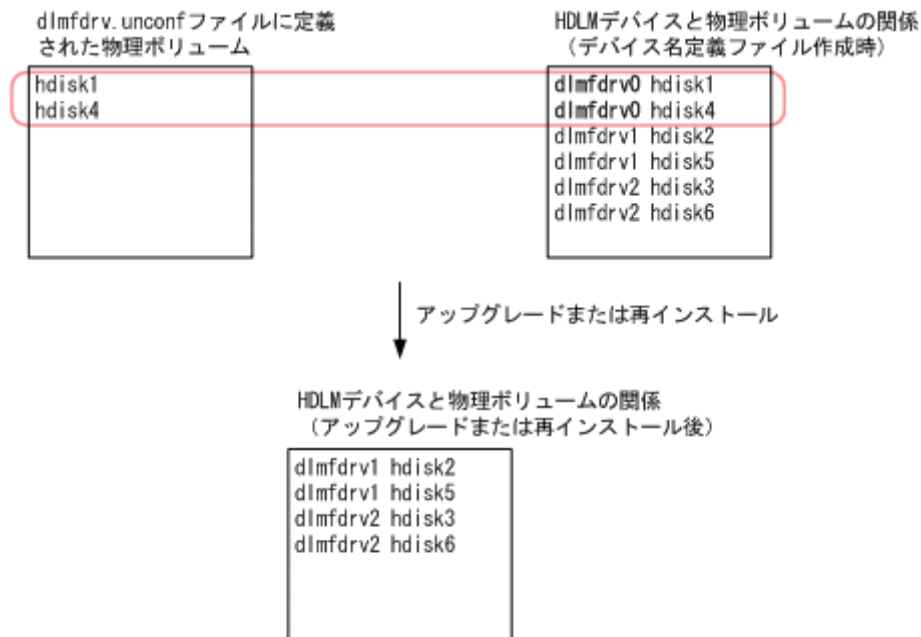 dlmfdrv.unconfファイルに定義
された物理ボリューム
hdisk1
hdisk4
HDLMデバイスと物理ボリュームの関係
（デバイス名定義ファイル作成時）
dlmfdrv0 hdisk1
dlmfdrv0 hdisk4
dlmfdrv1 hdisk2
dlmfdrv1 hdisk5
dlmfdrv2 hdisk3
dlmfdrv2 hdisk6
アップグレードまたは再インストール
HDLMデバイスと物理ボリュームの関係
（アップグレードまたは再インストール後）
dlmfdrv1 hdisk2
dlmfdrv1 hdisk5
dlmfdrv2 hdisk3
dlmfdrv2 hdisk6